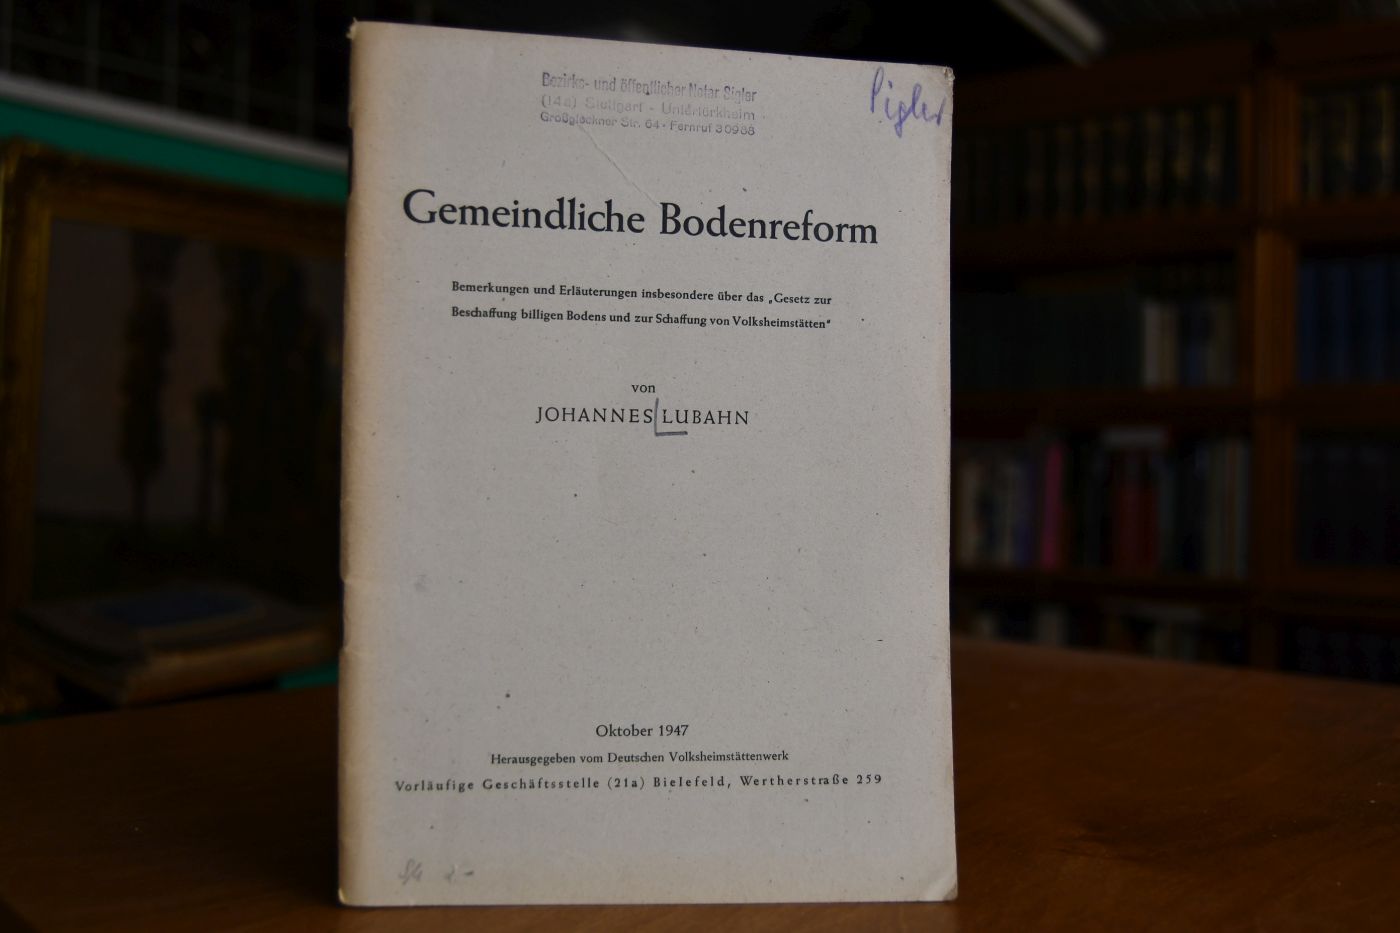 Bezirks- und öffentlicher Notar Sigler
(14a) Stuttgart - Untertürkheim
Großglockner Str. 64 - Fernruf 30988
Sigler
Gemeindliche Bodenreform
Bemerkungen und Erläuterungen insbesondere über das „Gesetz zur
Beschaffung billigen Bodens und zur Schaffung von Volksheimstätten"
von
JOHANNES LUBAHN
Oktober 1947
Herausgegeben vom Deutschen Volksheimstättenwerk
Vorläufige Geschäftsstelle (21a) Bielefeld, Wertherstraße 259